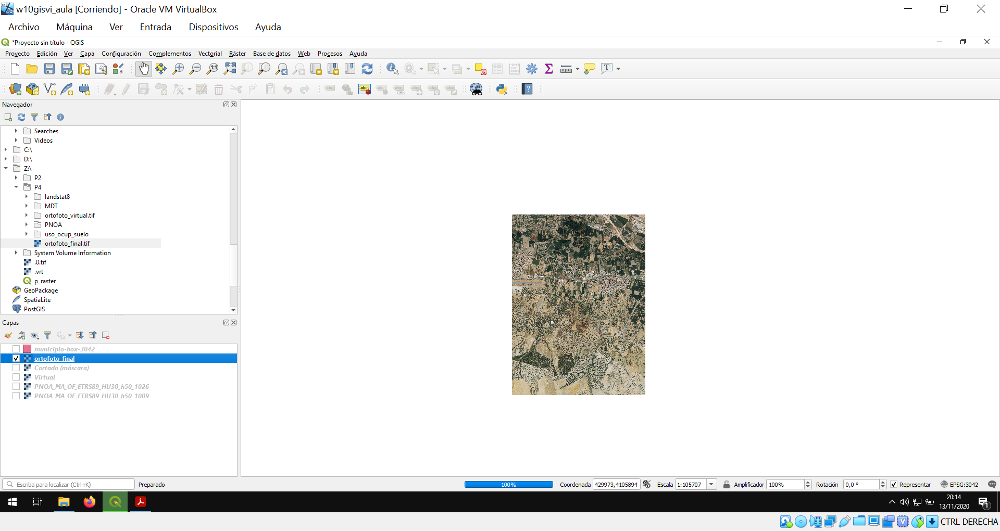 w10gisvi_aula [Corriendo] - Oracle VM VirtualBox
Archivo Máquina Ver Entrada Dispositivos Ayuda
*Proyecto sin título - QGIS
Proyecto Edición Ver Capa Configuración Complementos Vectorial Ráster Base de datos Web Procesos Ayuda
Navegador
Searches
Videos
C:\
D:\
Z:\
P2
P4
landstat8
MDT
ortofoto_virtual.tif
PNOA
uso_ocup_suelo
ortofoto_final.tif
System Volume Information
.0.tif
.vrt
p_raster
GeoPackage
SpatiaLite
PostGIS
Capas
municipio-box-3042
ortofoto_final
Cortado (máscara)
Virtual
PNOA_MA_OF_ETRS89_HU30_h50_1026
PNOA_MA_OF_ETRS89_HU30_h50_1009
Escriba para localizar (Ctrl+K) Preparado 100% Coordenada 429973,4105894 Escala 1:105707 Amplificador 100% Rotación 0,0 ° Representar EPSG:3042
20:14
13/11/2020
1
CTRL DERECHA